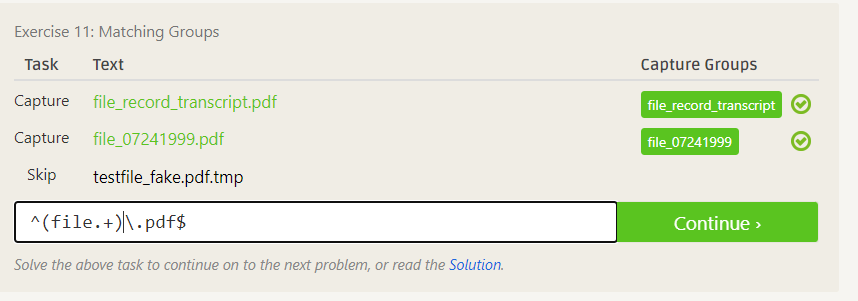 Exercise 11: Matching Groups
Task Text Capture Groups
Capture file_record_transcript.pdf file_record_transcript
Capture file_07241999.pdf file_07241999
Skip testfile_fake.pdf.tmp
^(file.+)\.pdf$ Continue ›
Solve the above task to continue on to the next problem, or read the Solution.